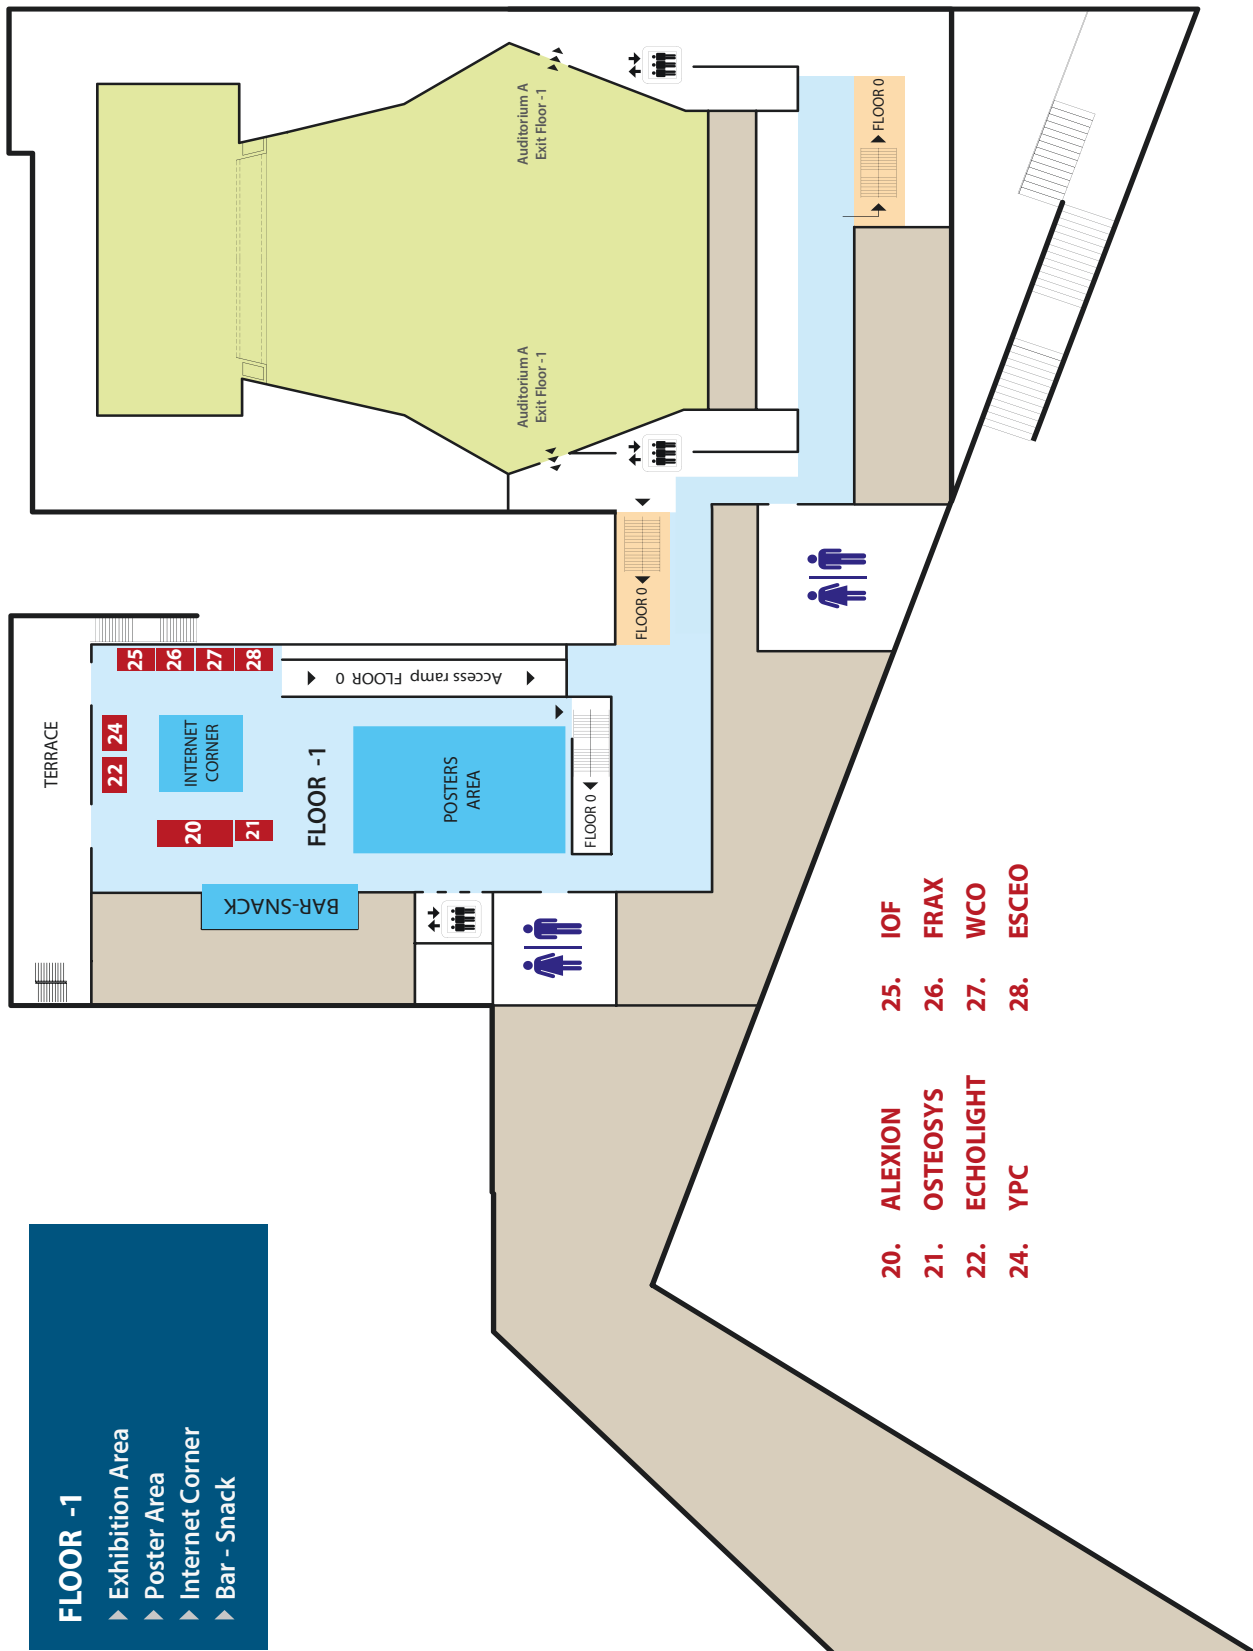 FLOOR -1
Exhibition Area
Poster Area
Internet Corner
Bar - Snack
TERRACE
22
24
25
26
27
28
20
21
INTERNET
CORNER
BAR-SNACK
FLOOR -1
POSTERS
AREA
Access ramp FLOOR 0
FLOOR 0
FLOOR 0
Auditorium A
Exit Floor -1
Auditorium A
Exit Floor -1
FLOOR 0
20. ALEXION
21. OSTEOSYS
22. ECHOLIGHT
24. YPC
25. IOF
26. FRAX
27. WCO
28. ESCEO